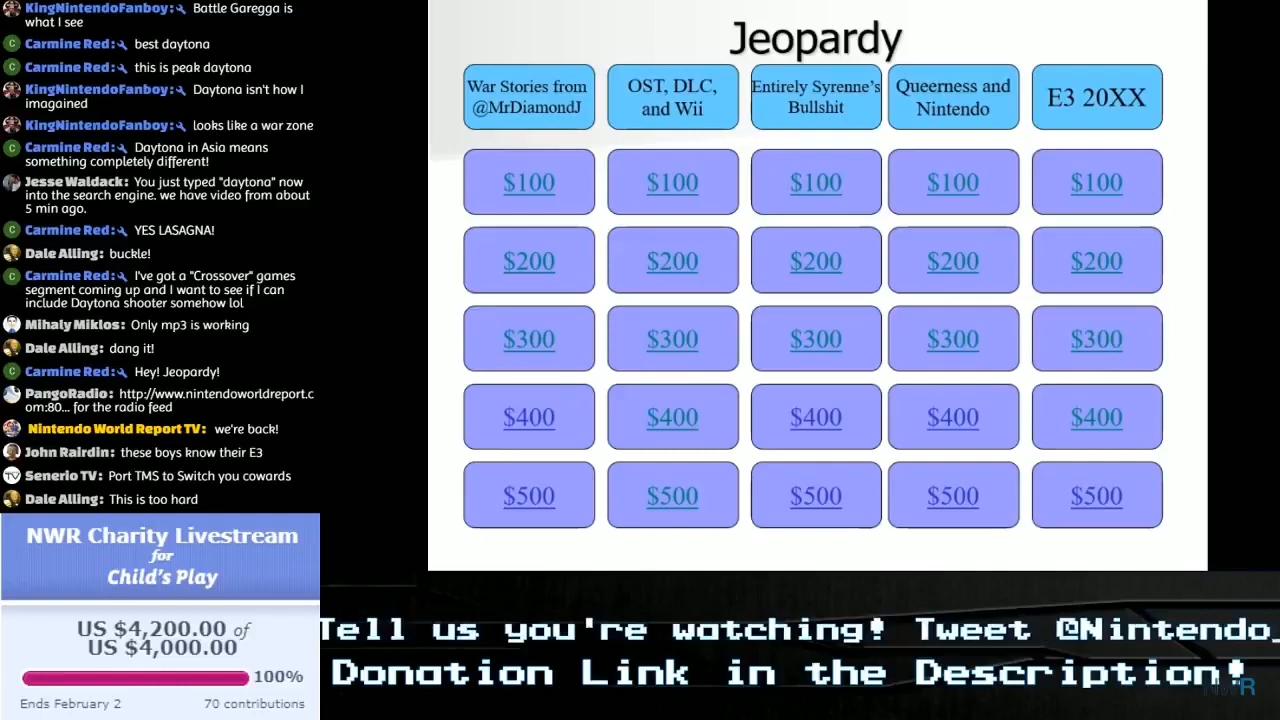 KingNintendoFanboy: Battle Garegga is
what I see
Carmine Red: best daytona
Carmine Red: this is peak daytona
KingNintendoFanboy: Daytona isn't how I
imagained
KingNintendoFanboy: looks like a war zone
Carmine Red: Daytona in Asia means
something completely different!
Jesse Waldack: You just typed "daytona" now
into the search engine. we have video from about
5 min ago.
Carmine Red: YES LASAGNA!
Dale Alling: buckle!
Carmine Red: I've got a "Crossover" games
segment coming up and I want to see if I can
include Daytona shooter somehow lol
Mihaly Miklos: Only mp3 is working
Dale Alling: dang it!
Carmine Red: Hey! Jeopardy!
PangoRadio: http://www.nintendoworldreport.c
om:80... for the radio feed
Nintendo World Report TV: we're back!
John Rairdin: these boys know their E3
Senerio TV: Port TMS to Switch you cowards
Dale Alling: This is too hard
NWR Charity Livestream
for
Child's Play
US $4,200.00 of
US $4,000.00
100%
Ends February 2 70 contributions
Jeopardy
War Stories from
@MrDiamondJ
OST, DLC,
and Wii
Entirely Syrenne's
Bullshit
Queerness and
Nintendo
E3 20XX
$100 $100 $100 $100 $100
$200 $200 $200 $200 $200
$300 $300 $300 $300 $300
$400 $400 $400 $400 $400
$500 $500 $500 $500 $500
Tell us you're watching! Tweet @Nintendo_
Donation Link in the Description!
NWR